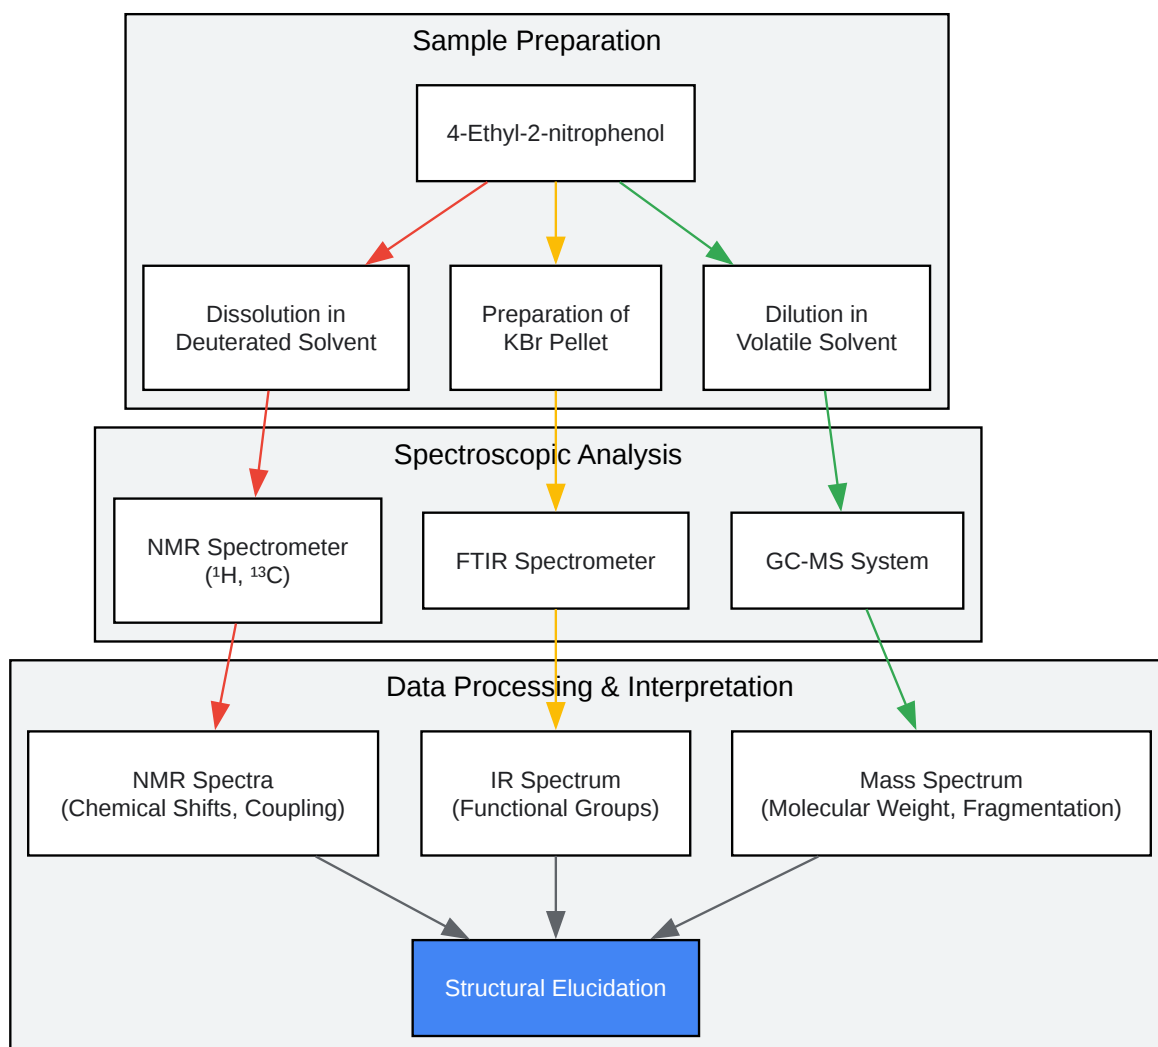 Sample Preparation
4-Ethyl-2-nitrophenol
Dissolution in
Deuterated Solvent
Preparation of
KBr Pellet
Dilution in
Volatile Solvent
Spectroscopic Analysis
NMR Spectrometer
(¹H, ¹³C)
FTIR Spectrometer
GC-MS System
Data Processing & Interpretation
NMR Spectra
(Chemical Shifts, Coupling)
IR Spectrum
(Functional Groups)
Mass Spectrum
(Molecular Weight, Fragmentation)
Structural Elucidation